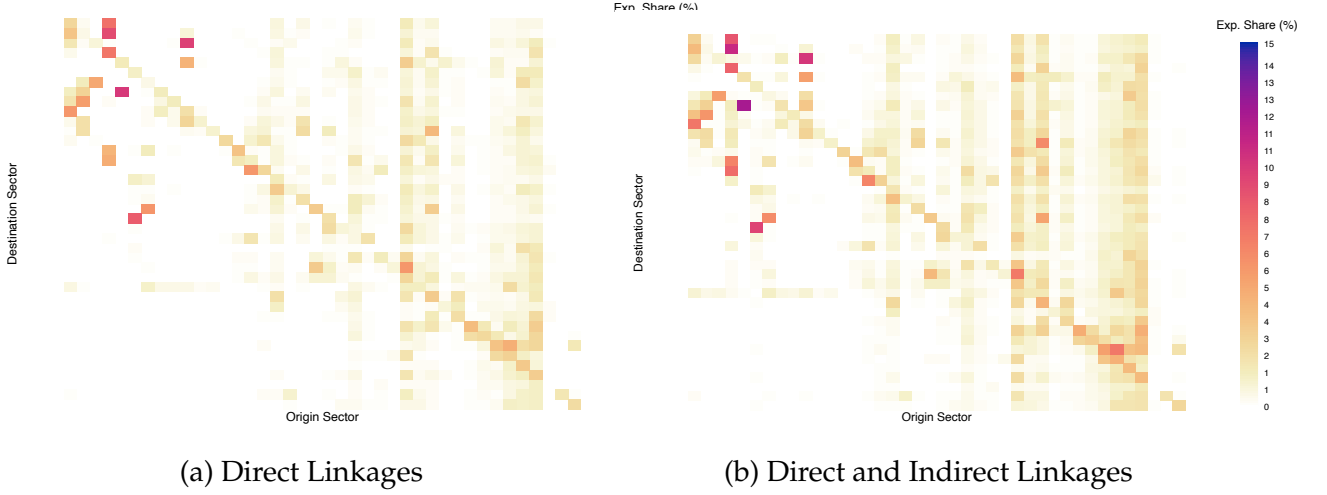 Exp. Share (%)
Exp. Share (%)
15
14
13
13
12
11
10
9
8
8
7
6
6
5
4
3
3
2
1
1
0
Destination Sector
Origin Sector
Destination Sector
Origin Sector
(a) Direct Linkages
(b) Direct and Indirect Linkages